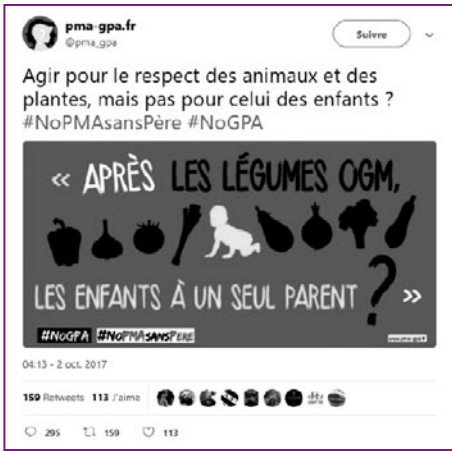 pma-gpa.fr
@pma_gpa
Suivre
Agir pour le respect des animaux et des
plantes, mais pas pour celui des enfants ?
#NoPMAsansPère #NoGPA
« APRÈS LES LÉGUMES OGM,
LES ENFANTS À UN SEUL PARENT ? »
#NOGPA #NOPMASANSPERE
04:13 - 2 oct. 2017
159 Retweets 113 J'aime
295 159 113